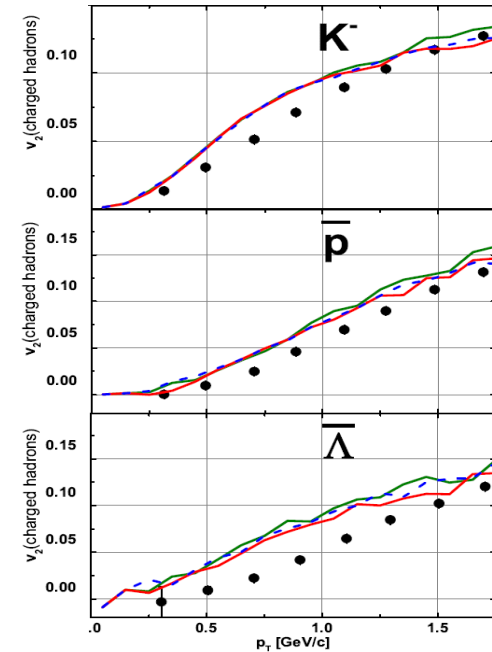 K⁻
v₂(charged hadrons)
0.10
0.05
0.00
p̅
v₂(charged hadrons)
0.15
0.10
0.05
0.00
Λ̅
v₂(charged hadrons)
0.15
0.10
0.05
0.00
.0 0.5 1.0 1.5
p_T [GeV/c]